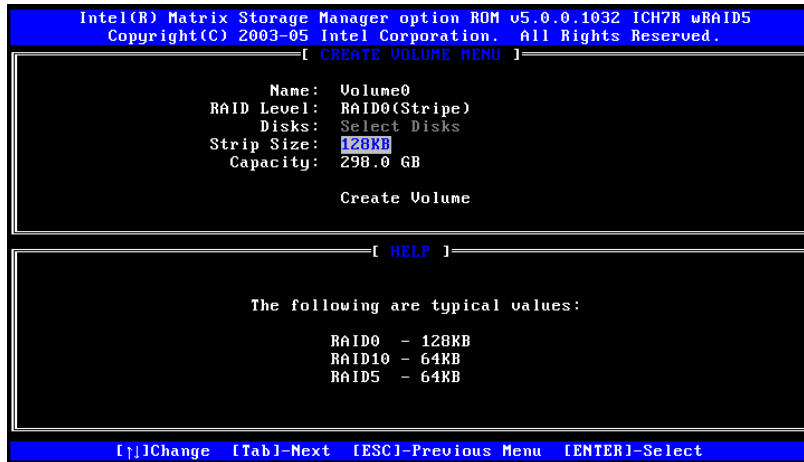 Intel(R) Matrix Storage Manager option ROM v5.0.0.1032 ICH7R wRAID5
Copyright(C) 2003-05 Intel Corporation. All Rights Reserved.
[ CREATE VOLUME MENU ]
Name: Volume0
RAID Level: RAID0(Stripe)
Disks: Select Disks
Strip Size: 128KB
Capacity: 298.0 GB
Create Volume
[ HELP ]
The following are typical values:
RAID0 - 128KB
RAID10 - 64KB
RAID5 - 64KB
[↑↓]Change [Tab]-Next [ESC]-Previous Menu [ENTER]-Select